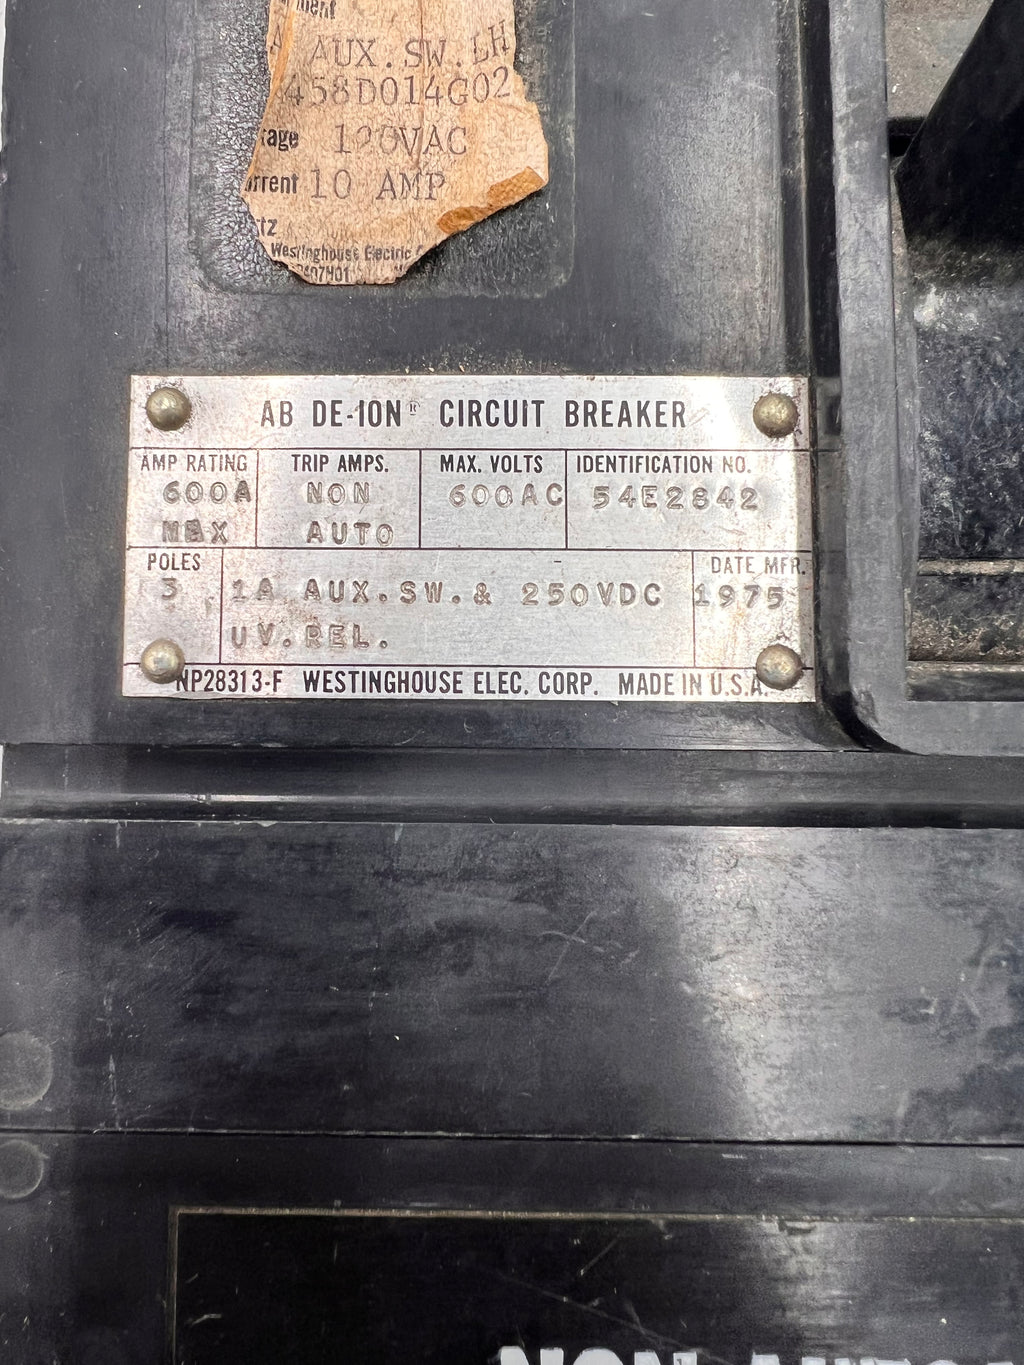 AUX. SW. LH
458D014G02
120VAC
10 AMP
Westinghouse Electric
AB DE-ION® CIRCUIT BREAKER
AMP RATING TRIP AMPS. MAX. VOLTS IDENTIFICATION NO.
600A NON 600AC 54E2842
MAX AUTO
POLES DATE MFR.
3 1A AUX. SW. & 250VDC 1975
UV. REL.
NP28313-F WESTINGHOUSE ELEC. CORP. MADE IN U.S.A.